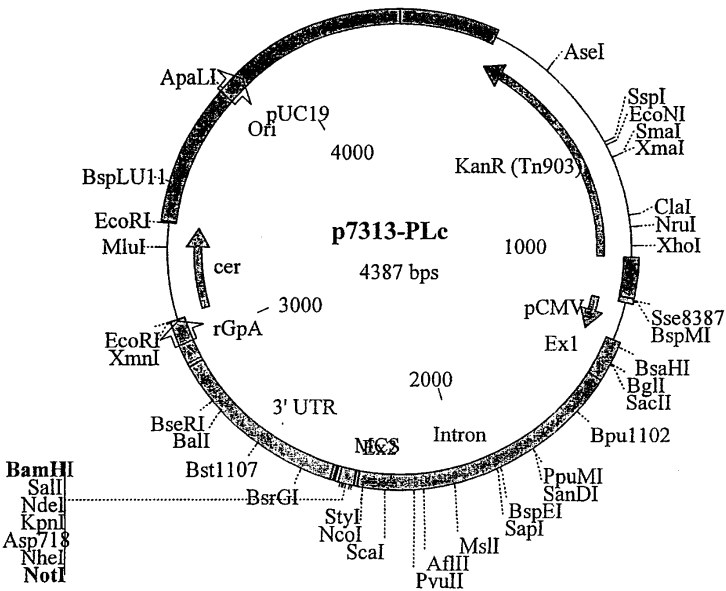 AseI
ApaLI
SspI
EcoNI
pUC19
Ori
SmaI
XmaI
4000
KanR (Tn903)
BspLU11
ClaI
EcoRI
NruI
p7313-PLc
MluI
1000
XhoI
cer
4387 bps
3000
pCMV
Sse8387
rGpA
BspMI
EcoRI
Ex1
XmnI
BsaHI
BglI
2000
SacII
3' UTR
BseRI
Bpu1102
BalI
Intron
MCS
Ex2
Bst1107
BamHI
PpuMI
SalI
SanDI
BsrGI
NdeI
BspEI
StyI
KpnI
SapI
NcoI
Asp718
MslI
ScaI
NheI
AflII
NotI
PvuII